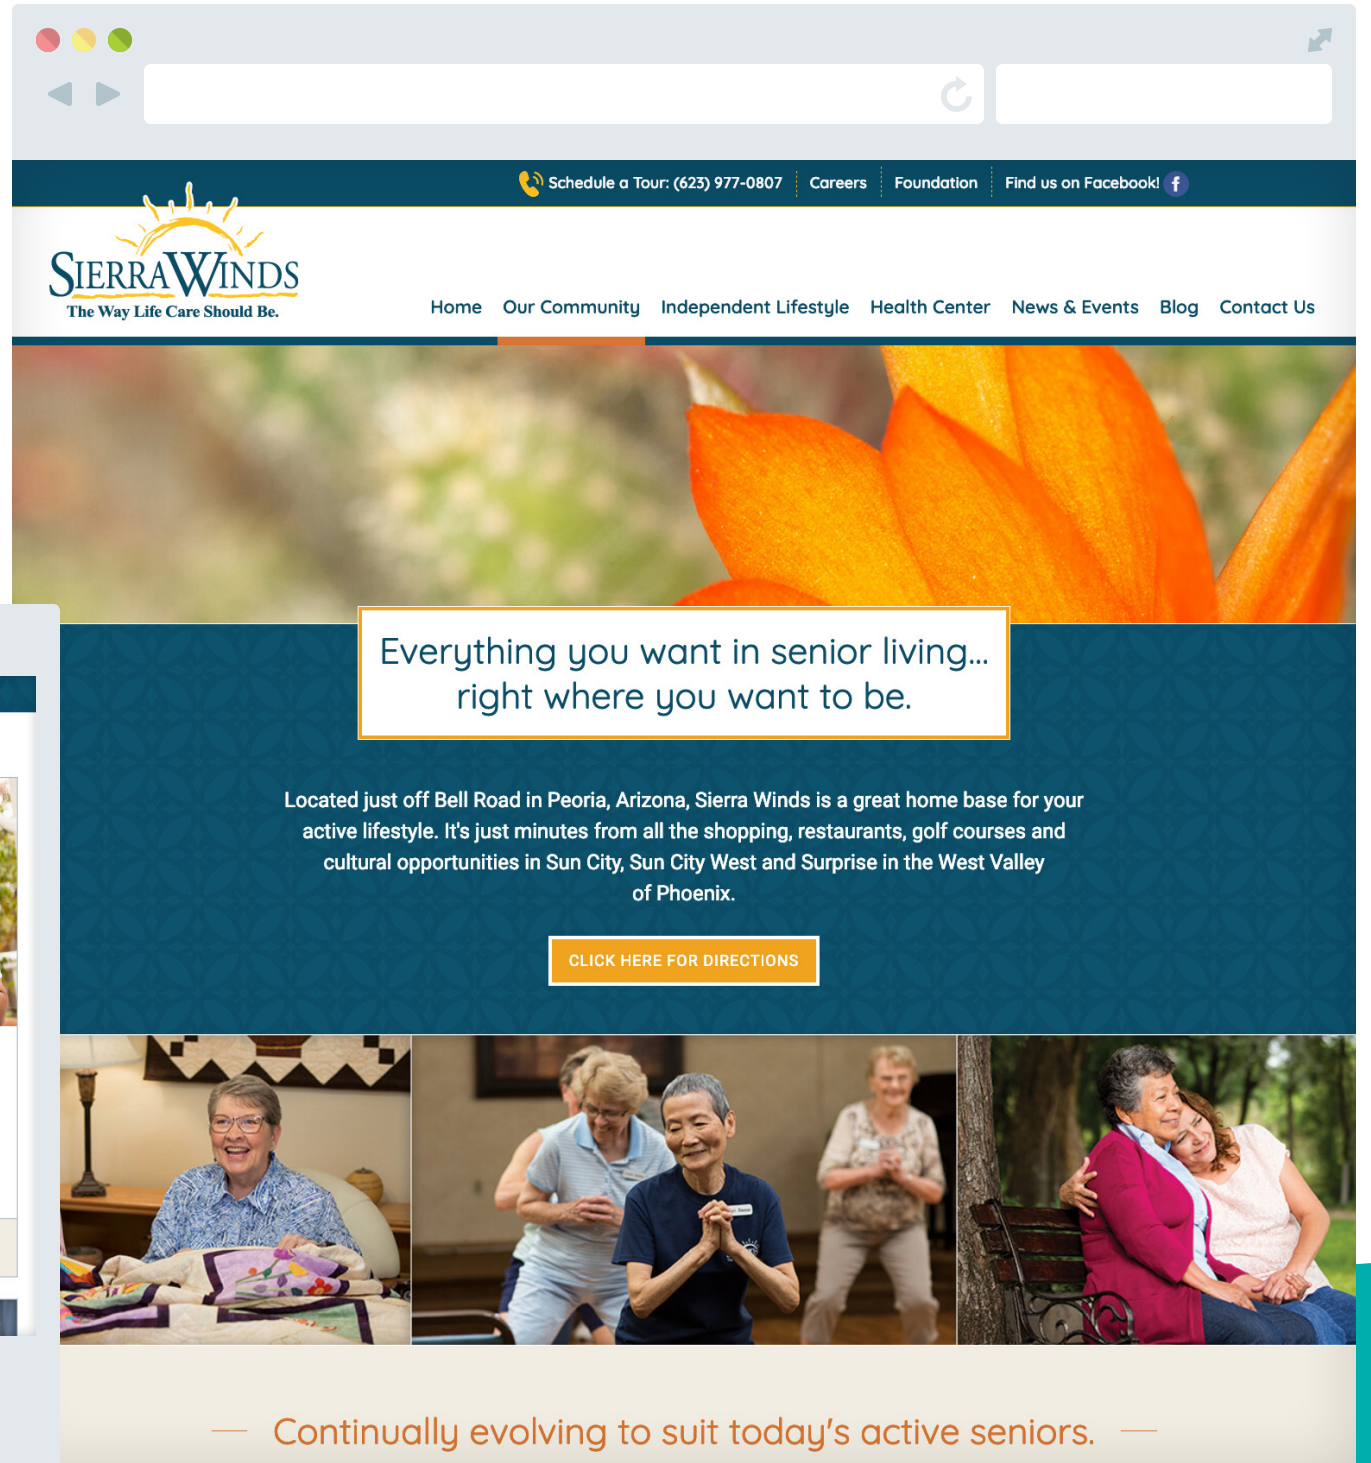 Schedule a Tour: (623) 977-0807
Careers
Foundation
Find us on Facebook!
SIERRA WINDS
The Way Life Care Should Be.
Home
Our Community
Independent Lifestyle
Health Center
News & Events
Blog
Contact Us
Everything you want in senior living...
right where you want to be.
Located just off Bell Road in Peoria, Arizona, Sierra Winds is a great home base for your
active lifestyle. It's just minutes from all the shopping, restaurants, golf courses and
cultural opportunities in Sun City, Sun City West and Surprise in the West Valley
of Phoenix.
CLICK HERE FOR DIRECTIONS
Continually evolving to suit today's active seniors.